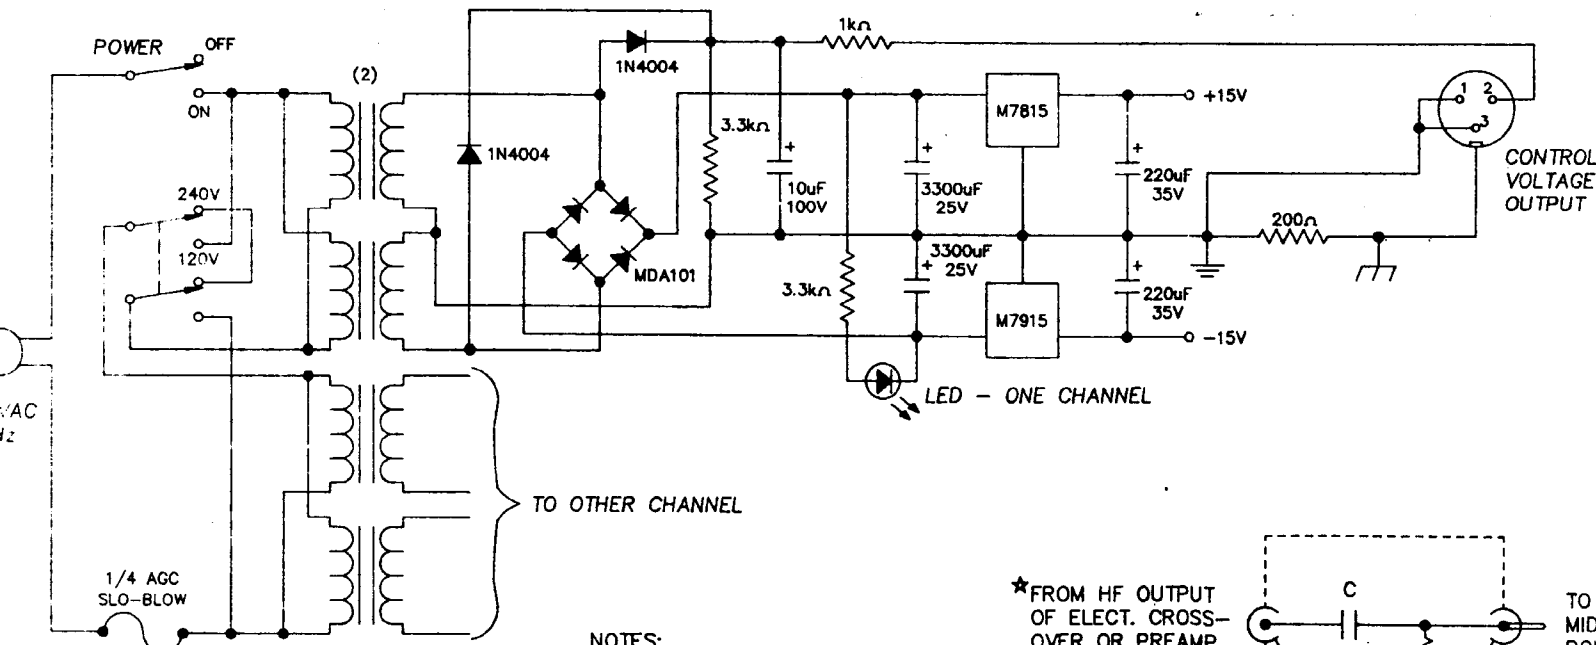 POWER
OFF
ON
(2)
1N4004
1kΩ
1 2
3
M7815
+15V
3.3kΩ
1N4004
+
10uF
100V
+
3300uF
25V
+
220uF
35V
CONTROL
VOLTAGE
OUTPUT
240V
120V
200Ω
MDA101
3300uF
+ 25V
3.3kΩ
M7915
+
220uF
35V
-15V
VAC
Hz
LED - ONE CHANNEL
TO OTHER CHANNEL
1/4 AGC
SLO-BLOW
NOTES:
☆FROM HF OUTPUT
OF ELECT. CROSS-
OVER OR PREAMP
C
TO
MID